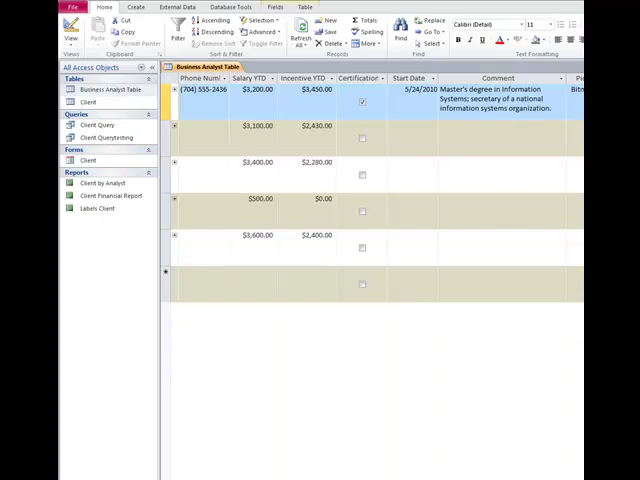 File Home Create External Data Database Tools Fields Table
View
Views
Paste
Cut
Copy
Format Painter
Clipboard
Filter
Ascending
Descending
Remove Sort
Selection
Advanced
Toggle Filter
Sort & Filter
Refresh
All
New
Save
Delete
Totals
Spelling
More
Records
Find
Replace
Go To
Select
Find
Calibri (Detail) 11
B I U
Text Formatting
All Access Objects
Tables
Business Analyst Table
Client
Queries
Client Query
Client Querytesting
Forms
Client
Reports
Client by Analyst
Client Financial Report
Labels Client
Business Analyst Table
Phone Num Salary YTD Incentive YTD Certification Start Date Comment
(704) 555-2436 $3,200.00 $3,450.00 5/24/2010 Master's degree in Information
Systems; secretary of a national
information systems organization.
$3,100.00 $2,430.00
$3,400.00 $2,280.00
$500.00 $0.00
$3,600.00 $2,400.00